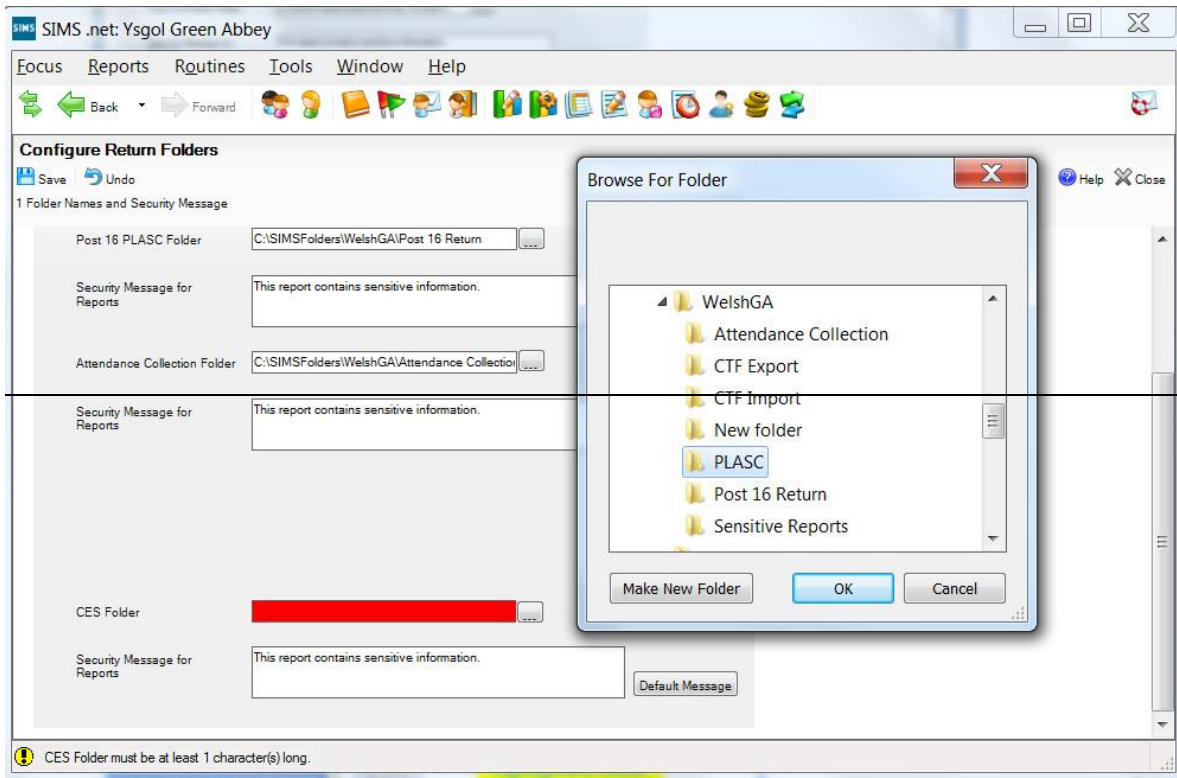 SIMS SIMS .net: Ysgol Green Abbey
Focus Reports Routines Tools Window Help
Back Forward
Configure Return Folders
Save Undo
Help Close
1 Folder Names and Security Message
Post 16 PLASC Folder
C:\SIMSFolders\WelshGA\Post 16 Return
...
Security Message for
Reports
This report contains sensitive information.
Attendance Collection Folder
C:\SIMSFolders\WelshGA\Attendance Collection
...
Security Message for
Reports
This report contains sensitive information.
CES Folder
...
Security Message for
Reports
This report contains sensitive information.
Default Message
Browse For Folder
WelshGA
Attendance Collection
CTF Export
CTF Import
New folder
PLASC
Post 16 Return
Sensitive Reports
Make New Folder
OK
Cancel
CES Folder must be at least 1 character(s) long.